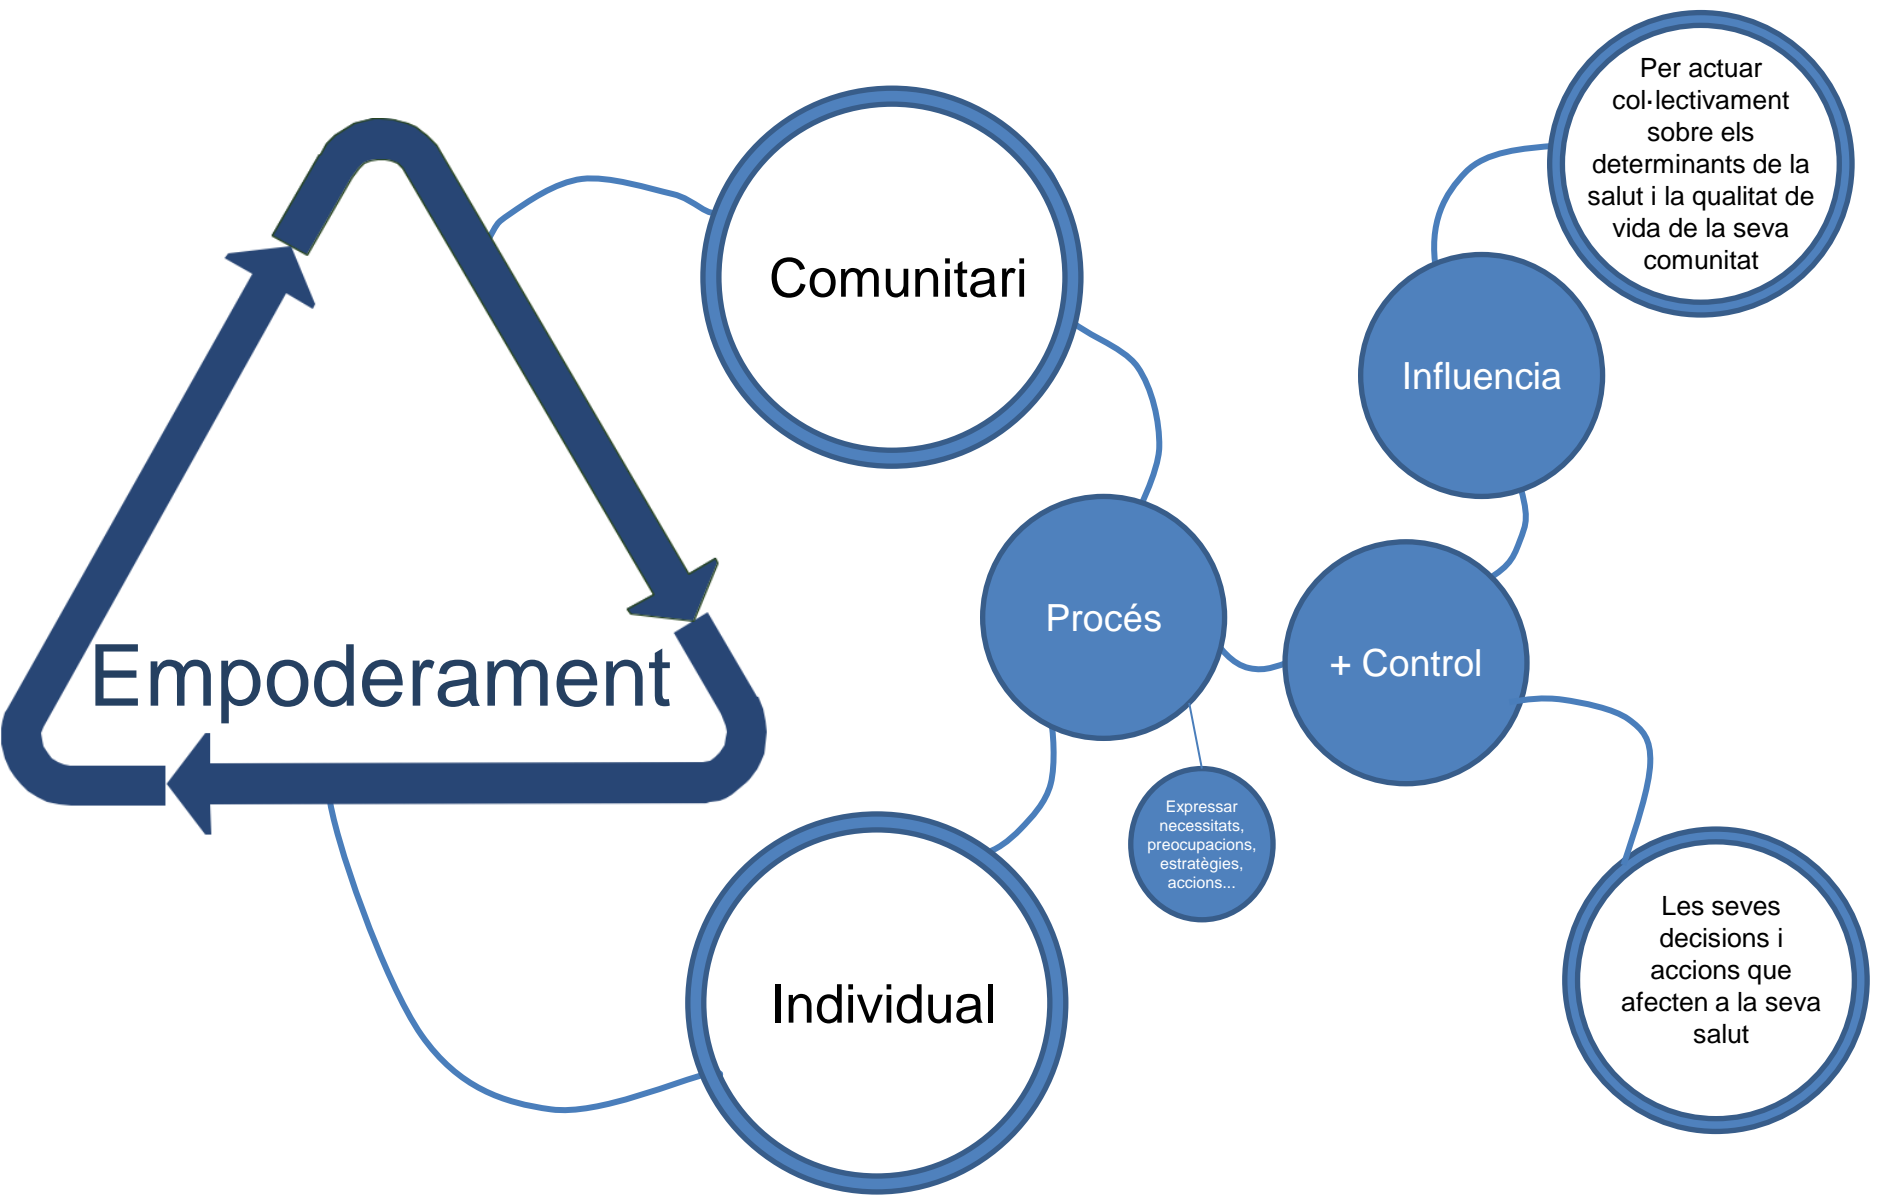 Empoderament
Comunitari
Individual
Procés
Expressar
necessitats,
preocupacions,
estratègies,
accions...
+ Control
Influencia
Per actuar
col·lectivament
sobre els
determinants de la
salut i la qualitat de
vida de la seva
comunitat
Les seves
decisions i
accions que
afecten a la seva
salut